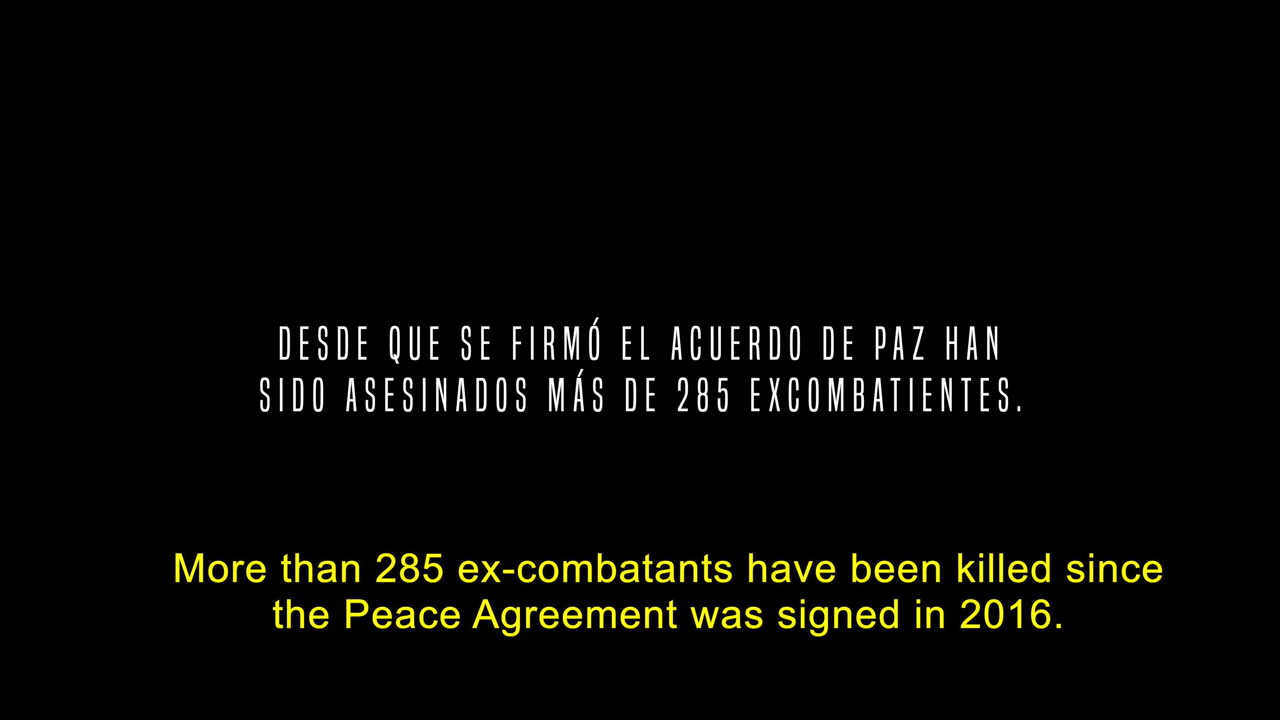 DESDE QUE SE FIRMÓ EL ACUERDO DE PAZ HAN
SIDO ASESINADOS MÁS DE 285 EXCOMBATIENTES.
More than 285 ex-combatants have been killed since
the Peace Agreement was signed in 2016.